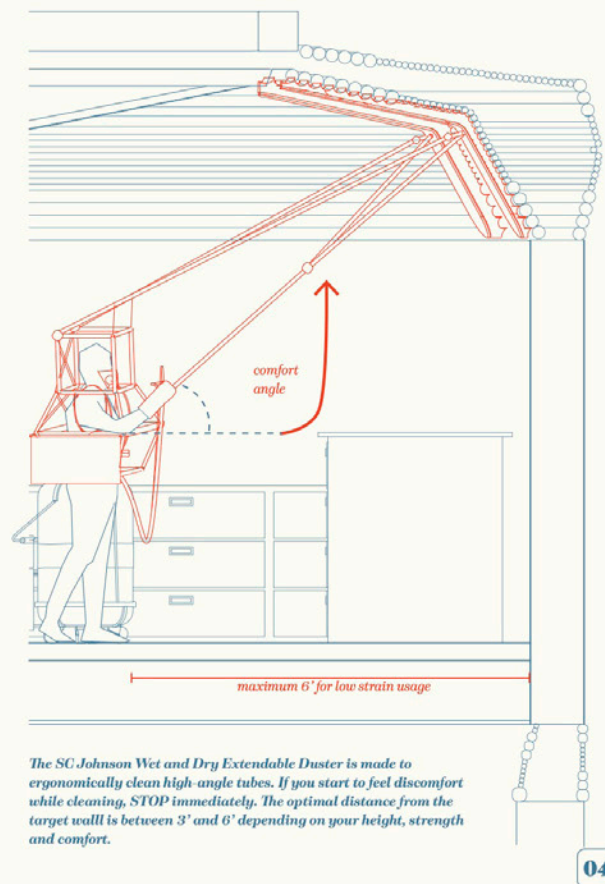 comfort
angle
maximum 6' for low strain usage
The SC Johnson Wet and Dry Extendable Duster is made to
ergonomically clean high-angle tubes. If you start to feel discomfort
while cleaning, STOP immediately. The optimal distance from the
target walll is between 3' and 6' depending on your height, strength
and comfort.
04